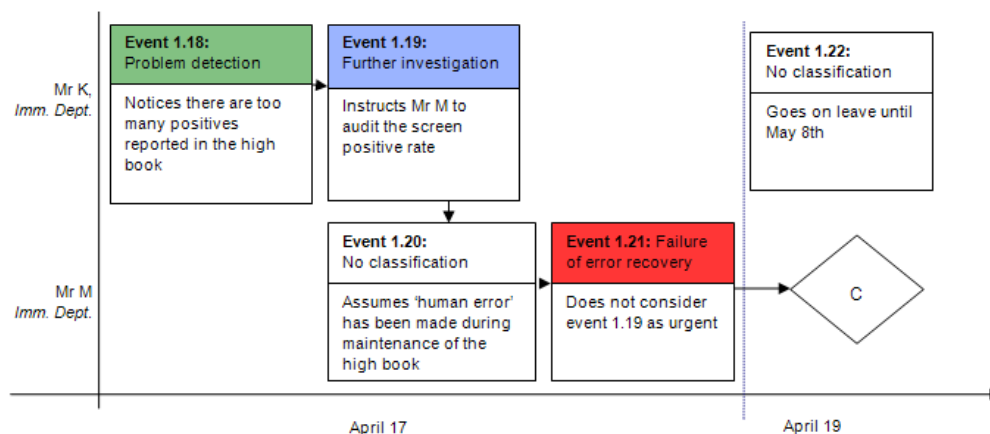 Mr K,
Imm. Dept.
Event 1.18:
Problem detection
Notices there are too
many positives
reported in the high
book
Event 1.19:
Further investigation
Instructs Mr M to
audit the screen
positive rate
Event 1.22:
No classification
Goes on leave until
May 8th
Mr M
Imm. Dept.
Event 1.20:
No classification
Assumes ‘human error’
has been made during
maintenance of the
high book
Event 1.21: Failure
of error recovery
Does not consider
event 1.19 as urgent
C
April 17
April 19